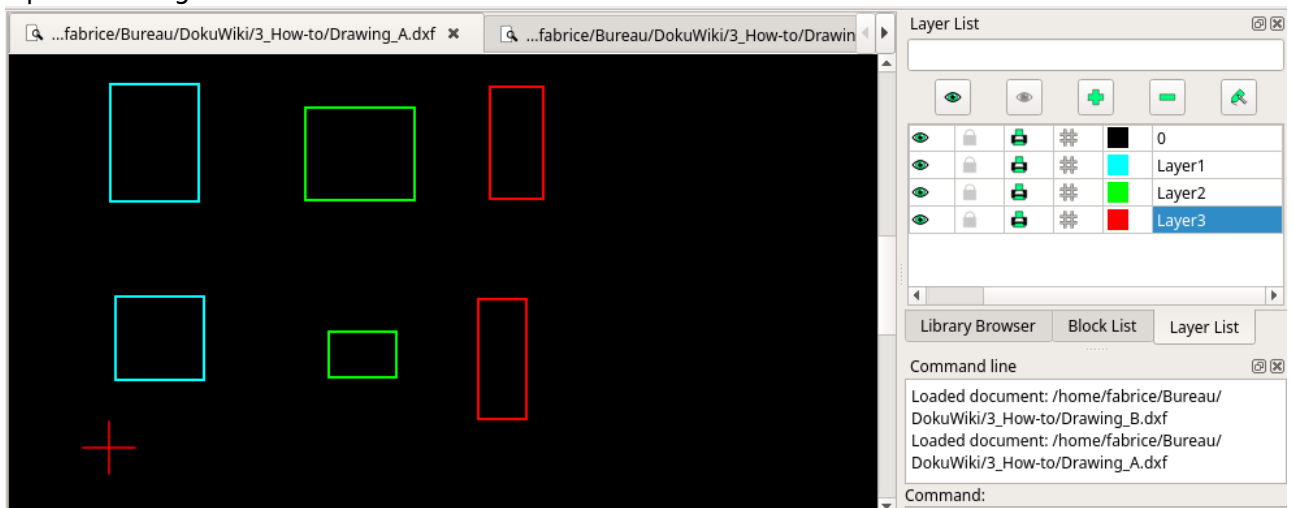 ...fabrice/Bureau/DokuWiki/3_How-to/Drawing_A.dxf
...fabrice/Bureau/DokuWiki/3_How-to/Drawin
Layer List
0
Layer1
Layer2
Layer3
Library Browser
Block List
Layer List
Command line
Loaded document: /home/fabrice/Bureau/
DokuWiki/3_How-to/Drawing_B.dxf
Loaded document: /home/fabrice/Bureau/
DokuWiki/3_How-to/Drawing_A.dxf
Command: